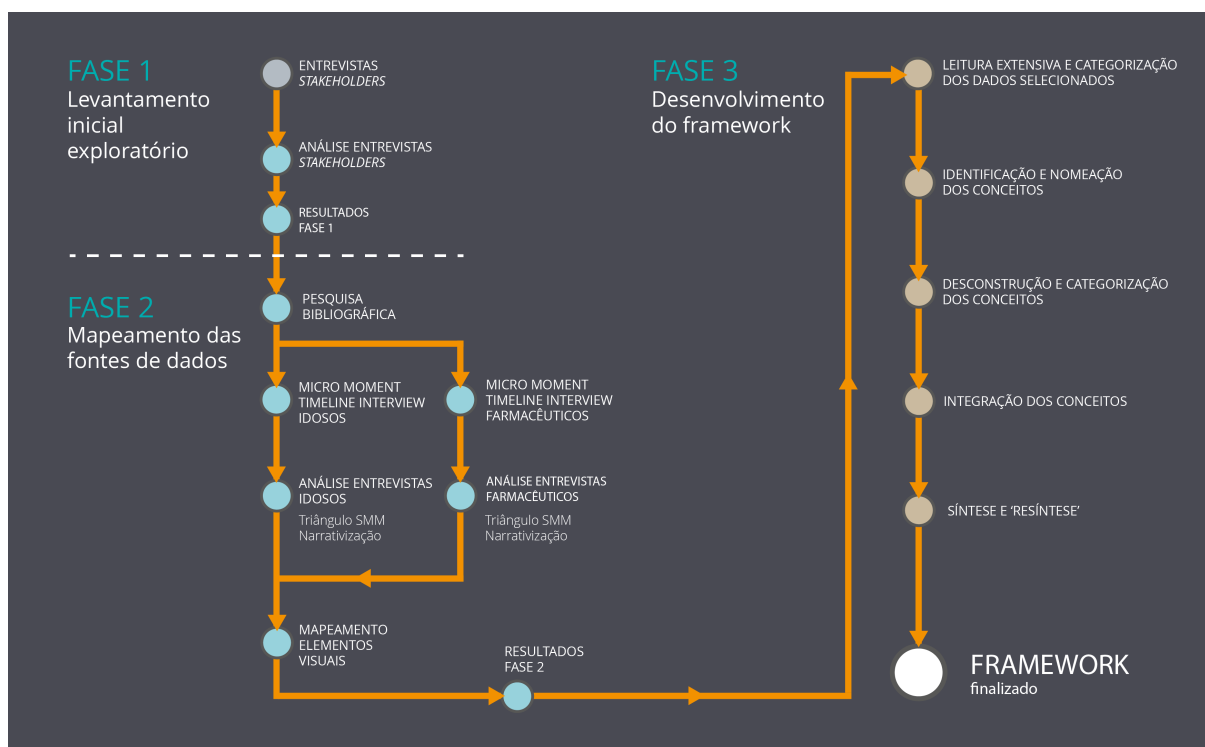 FASE 1
Levantamento
inicial
exploratório
ENTREVISTAS
STAKEHOLDERS
ANÁLISE ENTREVISTAS
STAKEHOLDERS
RESULTADOS
FASE 1
FASE 2
Mapeamento das
fontes de dados
PESQUISA
BIBLIOGRÁFICA
MICRO MOMENT
TIMELINE INTERVIEW
IDOSOS
MICRO MOMENT
TIMELINE INTERVIEW
FARMACÊUTICOS
ANÁLISE ENTREVISTAS
IDOSOS
Triângulo SMM
Narrativização
ANÁLISE ENTREVISTAS
FARMACÊUTICOS
Triângulo SMM
Narrativização
MAPEAMENTO
ELEMENTOS
VISUAIS
RESULTADOS
FASE 2
FASE 3
Desenvolvimento
do framework
LEITURA EXTENSIVA E CATEGORIZAÇÃO
DOS DADOS SELECIONADOS
IDENTIFICAÇÃO E NOMEAÇÃO
DOS CONCEITOS
DESCONSTRUÇÃO E CATEGORIZAÇÃO
DOS CONCEITOS
INTEGRAÇÃO DOS CONCEITOS
SÍNTESE E ‘RESÍNTESE’
FRAMEWORK
finalizado